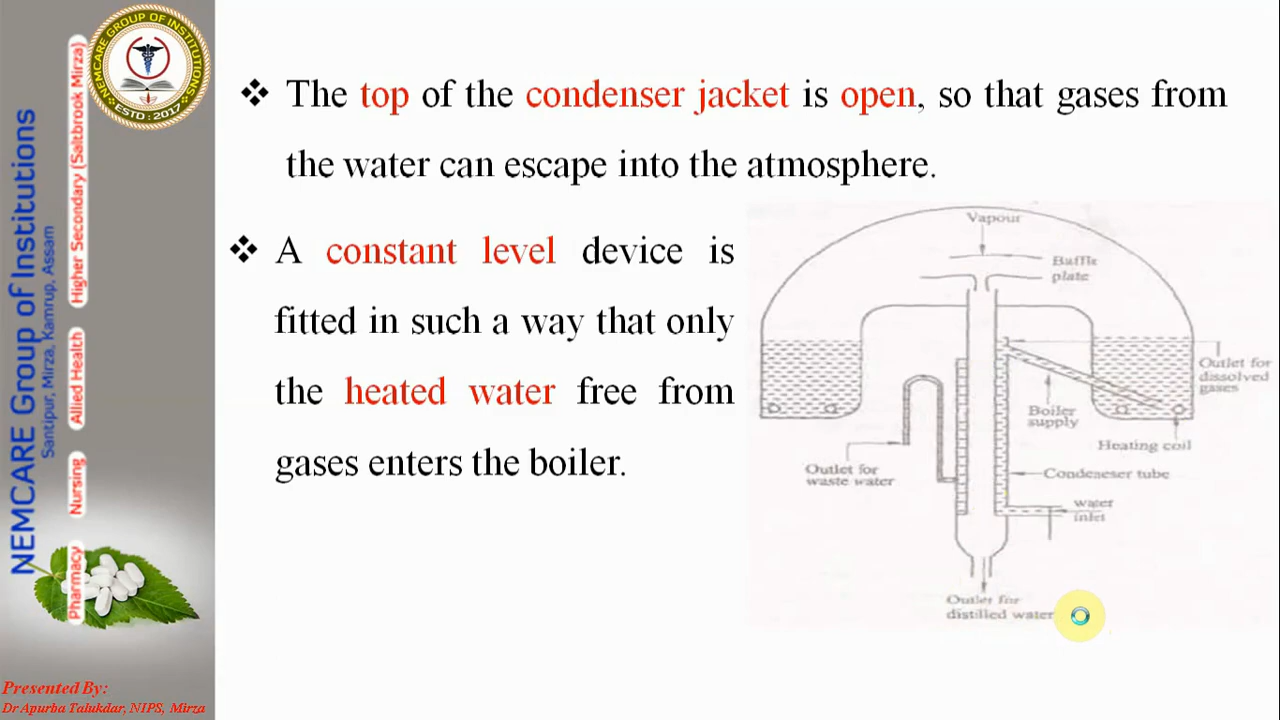 NEMCARE GROUP OF INSTITUTIONS
ESTD : 2017
NEMCARE Group of Institutions
Santipur, Mirza, Kamrup, Assam
Pharmacy Nursing Allied Health Higher Secondary (Saltbrook Mirza)
❖ The top of the condenser jacket is open, so that gases from
the water can escape into the atmosphere.
❖ A constant level device is
fitted in such a way that only
the heated water free from
gases enters the boiler.
Vapour
Baffle
plate
Outlet for
dissolved
gases
Boiler
supply
Heating coil
Outlet for
waste water
Condenser tube
water
inlet
Outlet for
distilled water
Presented By:
Dr Apurba Talukdar, NIPS, Mirza